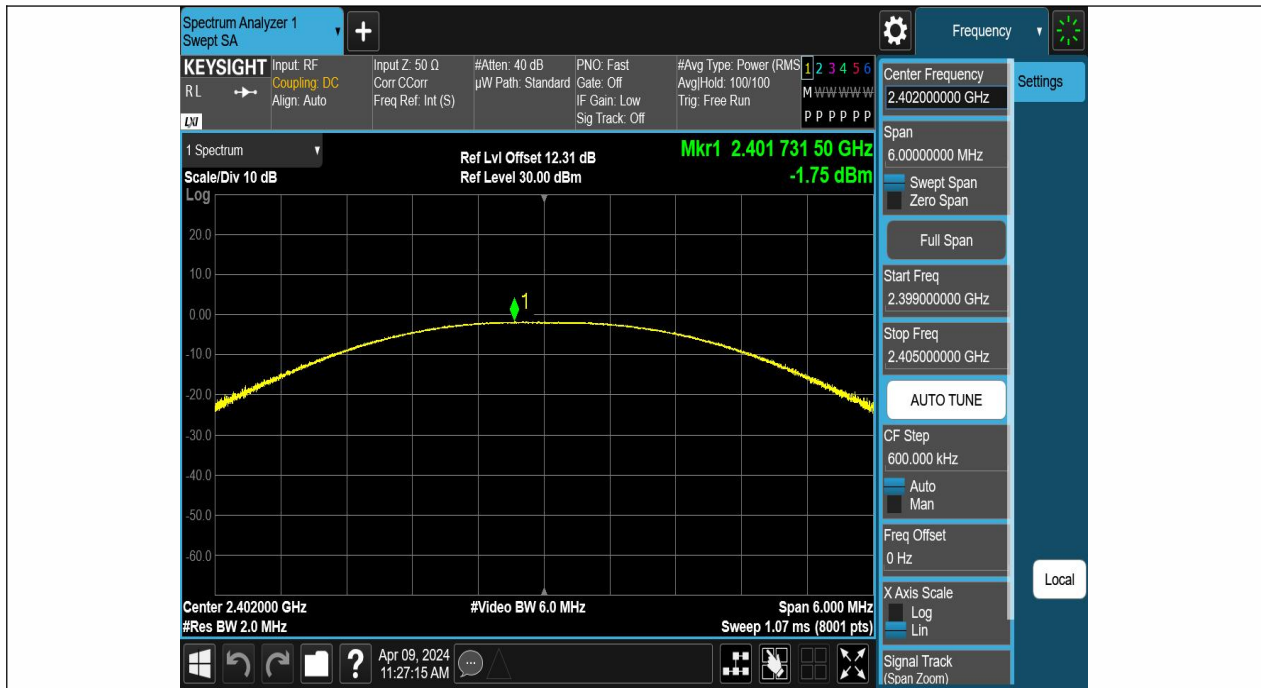 Spectrum Analyzer 1
Swept SA
+
Frequency
KEYSIGHT
R L
LXI
Input: RF
Coupling: DC
Align: Auto
Input Z: 50 Ω
Corr CCorr
Freq Ref: Int (S)
#Atten: 40 dB
µW Path: Standard
PNO: Fast
Gate: Off
IF Gain: Low
Sig Track: Off
#Avg Type: Power (RMS
Avg|Hold: 100/100
Trig: Free Run
1 2 3 4 5 6
M W W W W W
P P P P P P
1 Spectrum
Scale/Div 10 dB
Log
Ref Lvl Offset 12.31 dB
Ref Level 30.00 dBm
Mkr1 2.401 731 50 GHz
-1.75 dBm
20.0
10.0
0.00
-10.0
-20.0
-30.0
-40.0
-50.0
-60.0
1
Center 2.402000 GHz
#Res BW 2.0 MHz
#Video BW 6.0 MHz
Span 6.000 MHz
Sweep 1.07 ms (8001 pts)
?
Apr 09, 2024
11:27:15 AM
Center Frequency
2.402000000 GHz
Settings
Span
6.00000000 MHz
Swept Span
Zero Span
Full Span
Start Freq
2.399000000 GHz
Stop Freq
2.405000000 GHz
AUTO TUNE
CF Step
600.000 kHz
Auto
Man
Freq Offset
0 Hz
Local
X Axis Scale
Log
Lin
Signal Track
(Span Zoom)